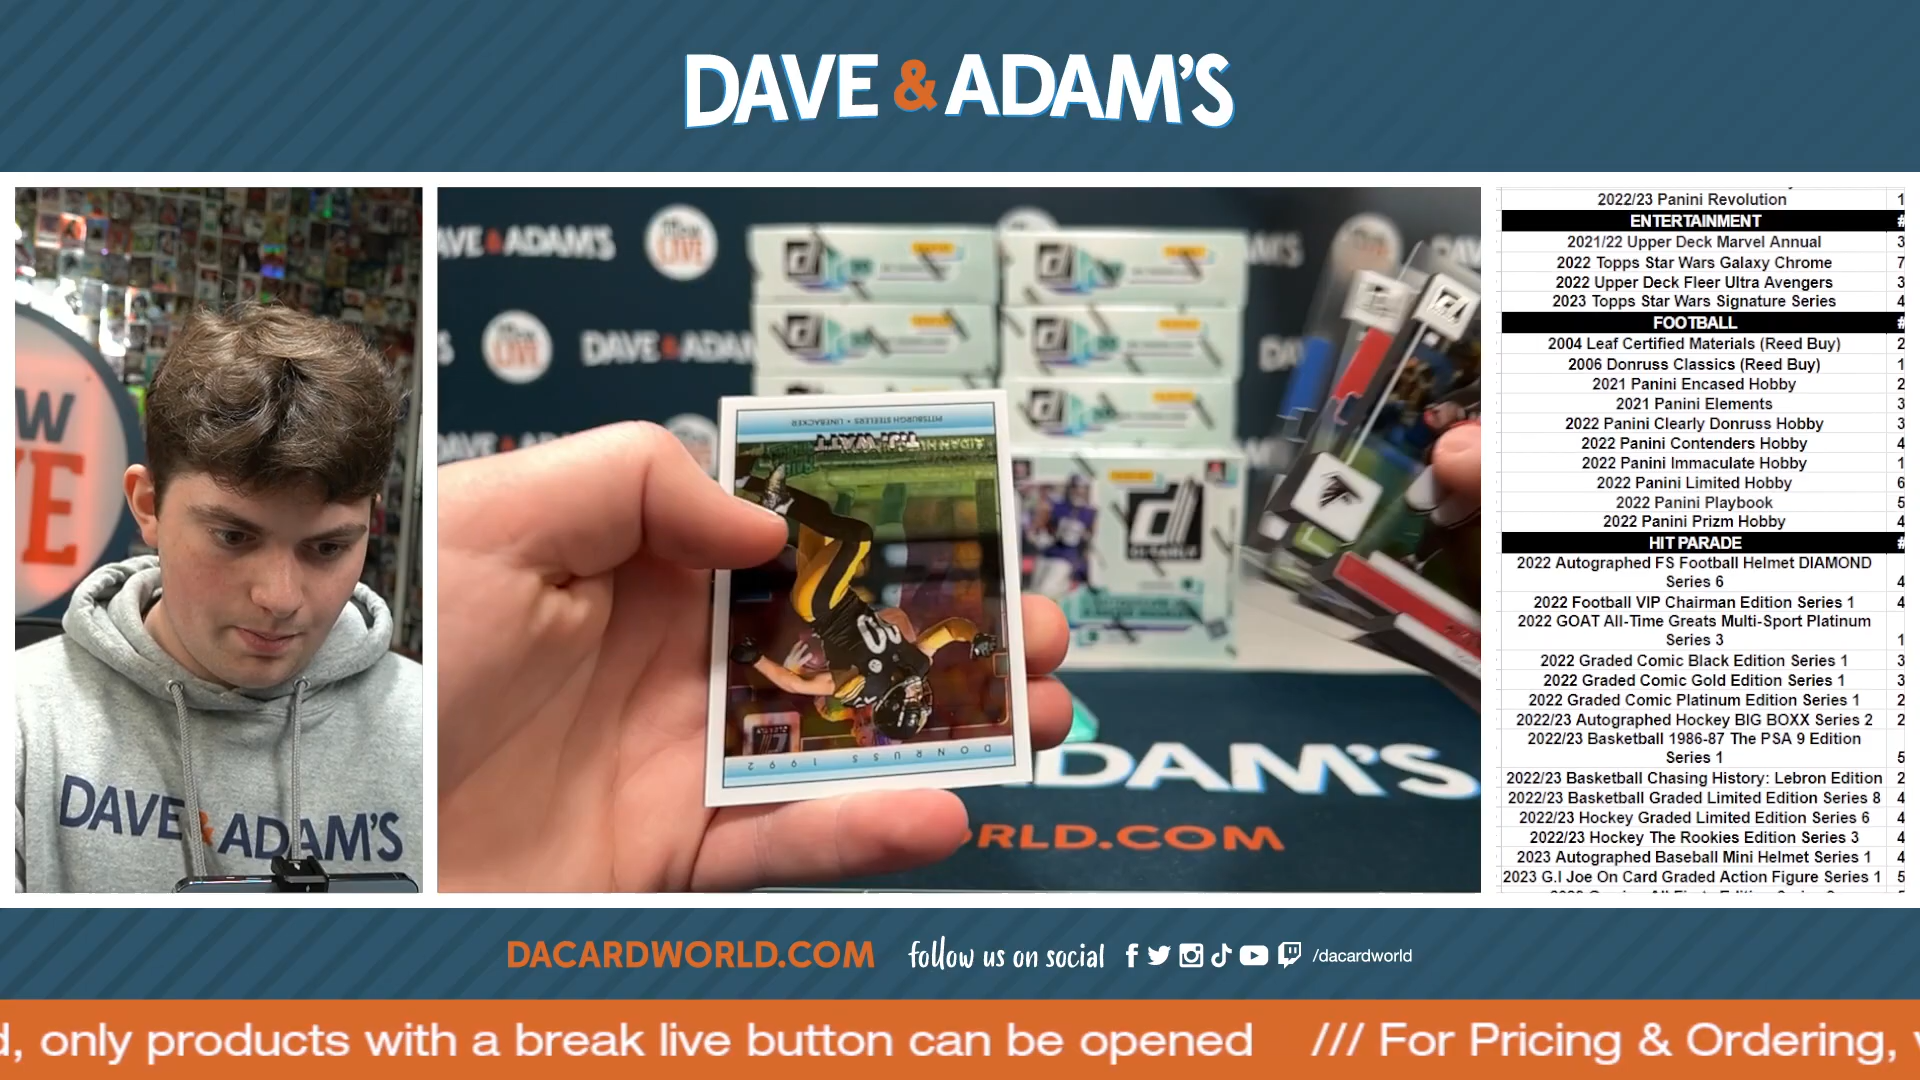 DAVE & ADAM'S
2022/23 Panini Revolution 1
ENTERTAINMENT #
2021/22 Upper Deck Marvel Annual 3
2022 Topps Star Wars Galaxy Chrome 7
2022 Upper Deck Fleer Ultra Avengers 3
2023 Topps Star Wars Signature Series 4
FOOTBALL #
2004 Leaf Certified Materials (Reed Buy) 2
2006 Donruss Classics (Reed Buy) 1
2021 Panini Encased Hobby 2
2021 Panini Elements 3
2022 Panini Clearly Donruss Hobby 3
2022 Panini Contenders Hobby 4
2022 Panini Immaculate Hobby 1
2022 Panini Limited Hobby 6
2022 Panini Playbook 5
2022 Panini Prizm Hobby 4
HIT PARADE #
2022 Autographed FS Football Helmet DIAMOND
Series 6 4
2022 Football VIP Chairman Edition Series 1 4
2022 GOAT All-Time Greats Multi-Sport Platinum
Series 3 1
2022 Graded Comic Black Edition Series 1 3
2022 Graded Comic Gold Edition Series 1 3
2022 Graded Comic Platinum Edition Series 1 2
2022/23 Autographed Hockey BIG BOXX Series 2 2
2022/23 Basketball 1986-87 The PSA 9 Edition
Series 1 5
2022/23 Basketball Chasing History: Lebron Edition 2
2022/23 Basketball Graded Limited Edition Series 8 4
2022/23 Hockey Graded Limited Edition Series 6 4
2022/23 Hockey The Rookies Edition Series 3 4
2023 Autographed Baseball Mini Helmet Series 1 4
2023 G.I Joe On Card Graded Action Figure Series 1 5
W
VE
DAVE & ADAM'S
AVE & ADAM'S
LIVE
LIVE
DAVE & ADAM
PITTSBURGH STEELERS • LINEBACKER
T.J. WATT
DONRUSS 1992
DAM'S
RLD.COM
DACARDWORLD.COM
follow us on social
/dacardworld
d, only products with a break live button can be opened /// For Pricing & Ordering,